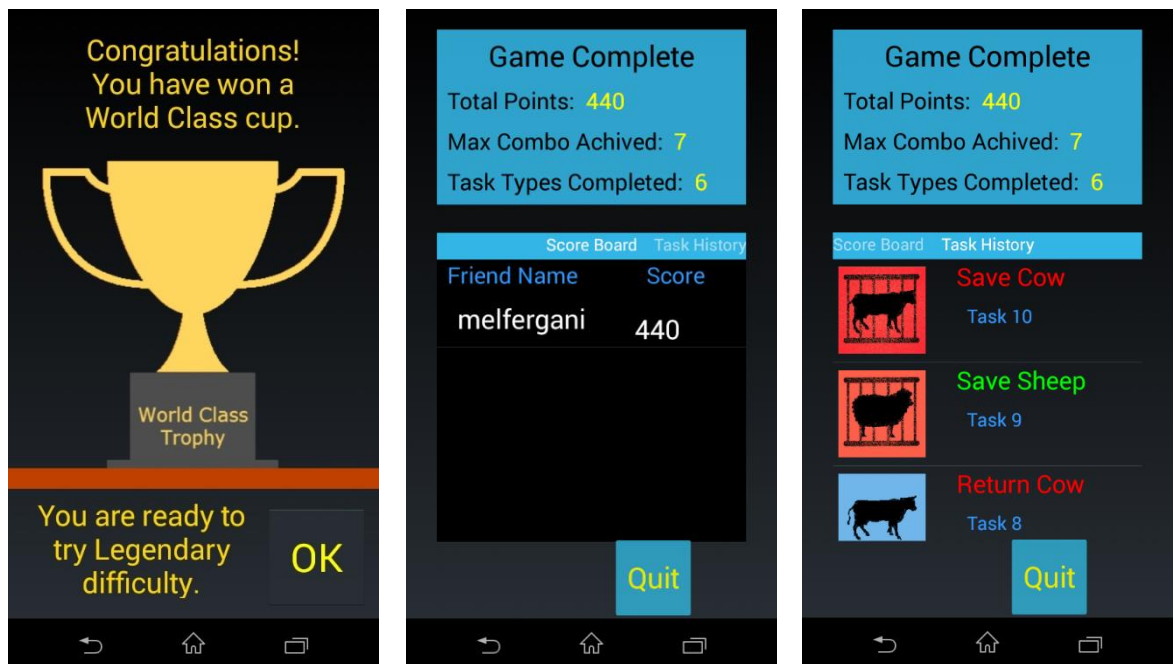 Congratulations!
You have won a
World Class cup.
World Class
Trophy
You are ready to
try Legendary
difficulty.
OK
Game Complete
Total Points: 440
Max Combo Achived: 7
Task Types Completed: 6
Score Board Task History
Friend Name Score
melfergani 440
Quit
Game Complete
Total Points: 440
Max Combo Achived: 7
Task Types Completed: 6
Score Board Task History
Save Cow
Task 10
Save Sheep
Task 9
Return Cow
Task 8
Quit